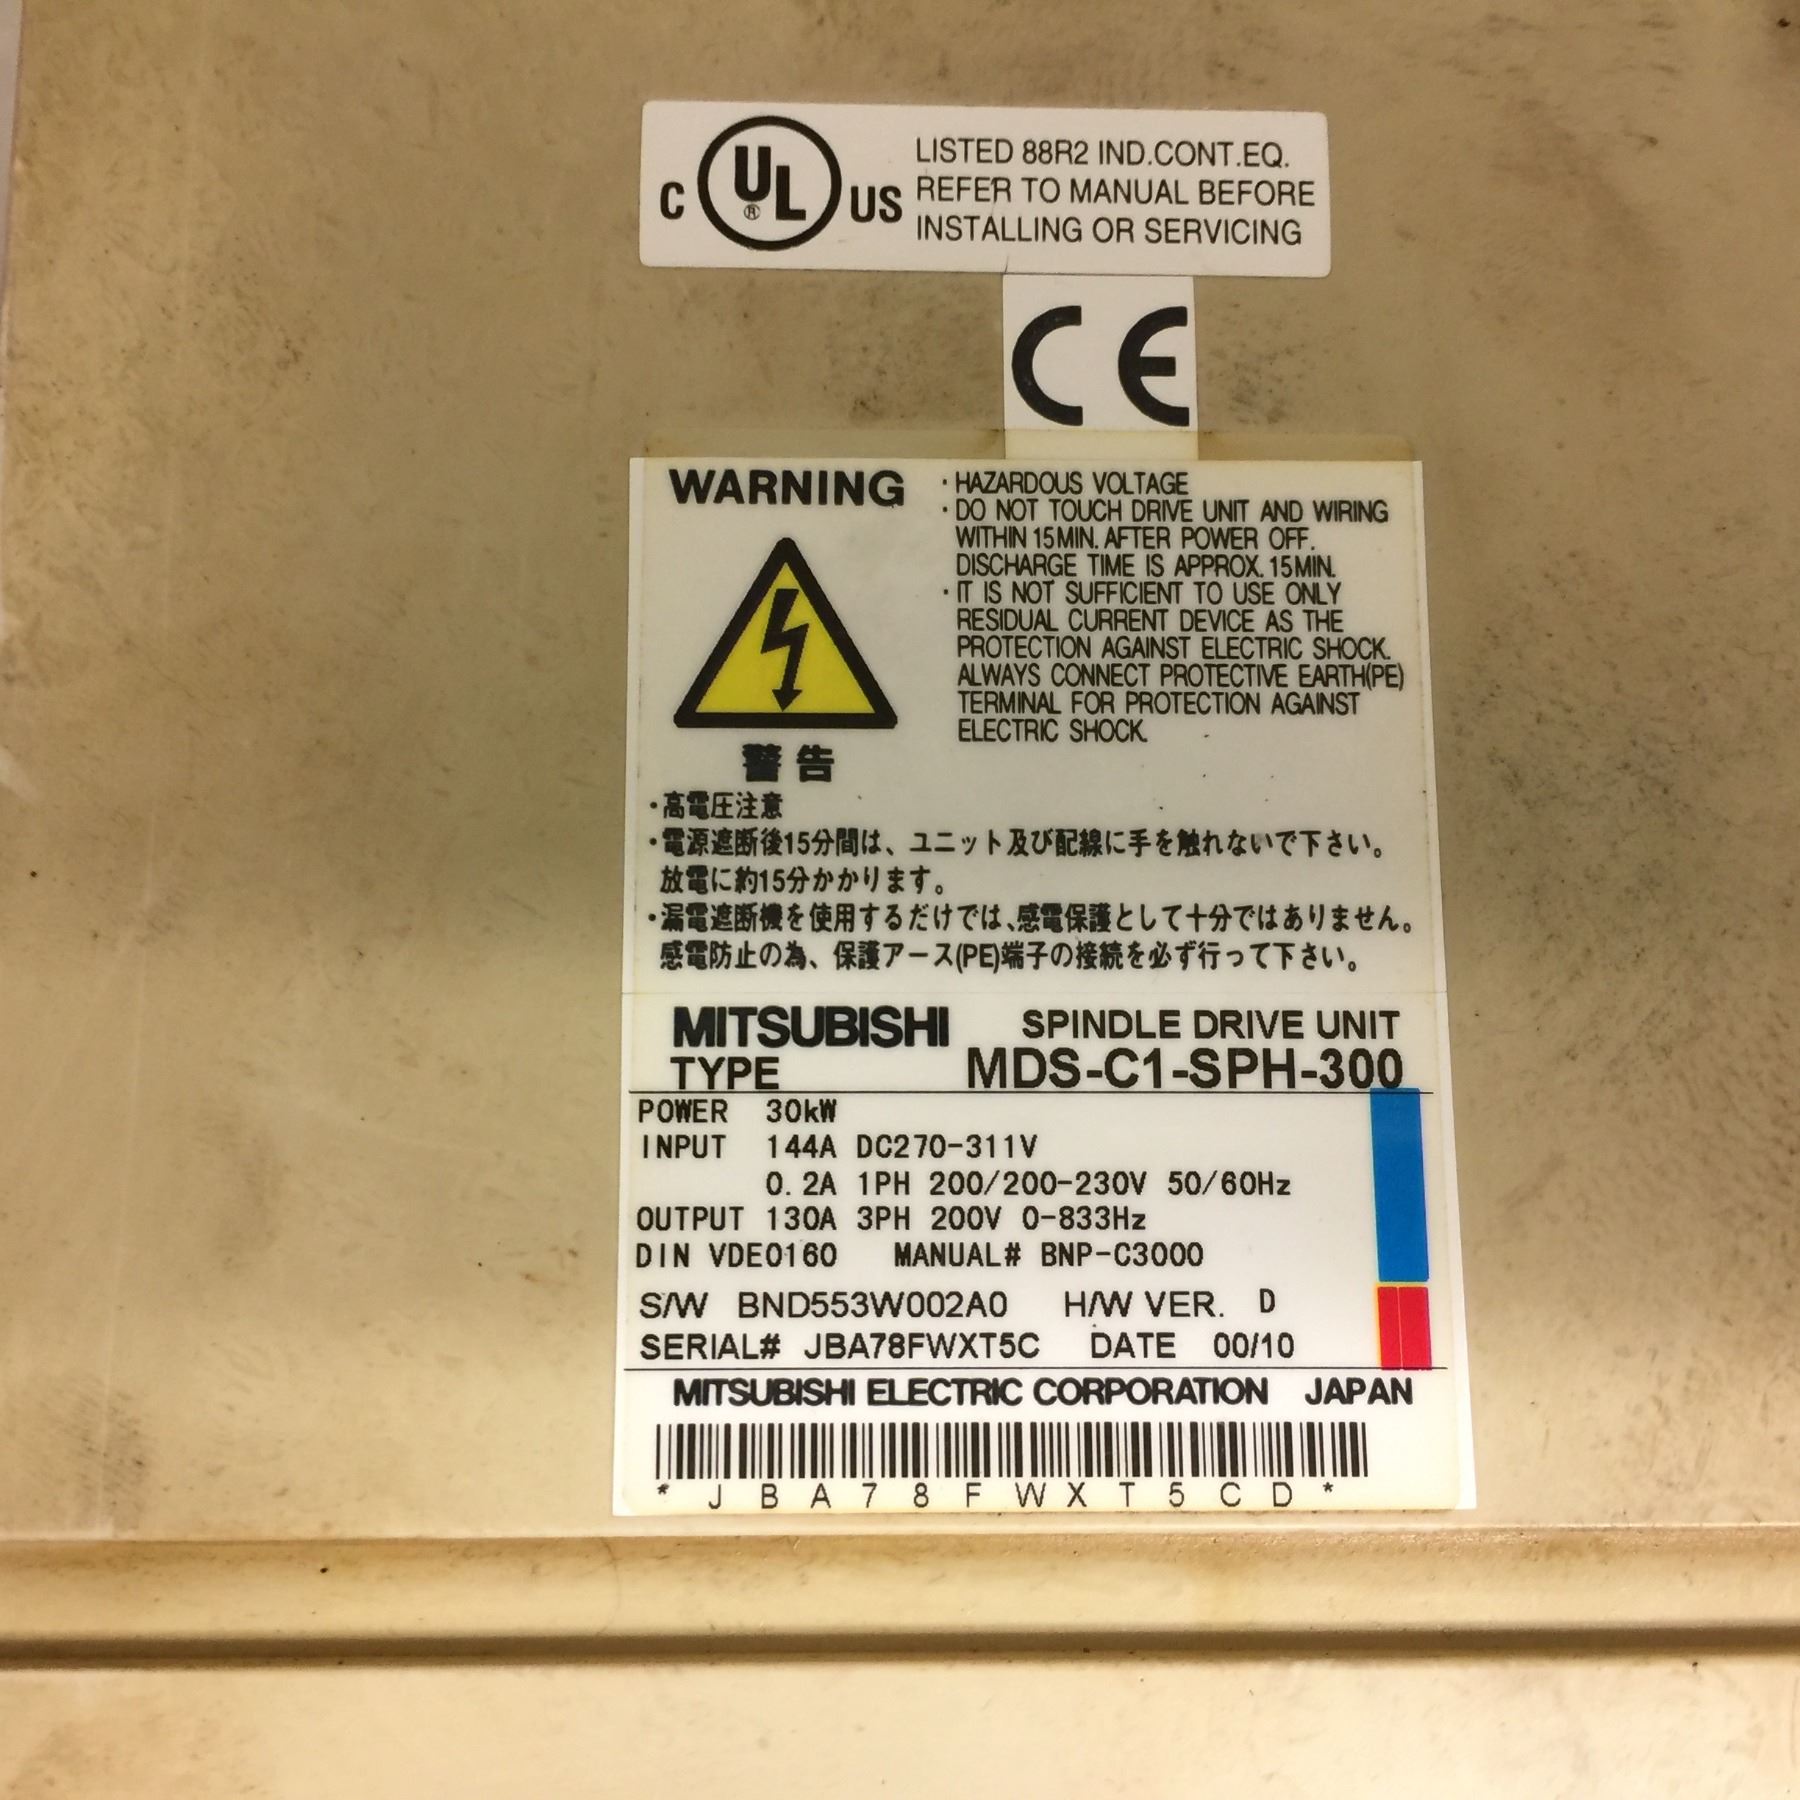 C UL® US
LISTED 88R2 IND.CONT.EQ.
REFER TO MANUAL BEFORE
INSTALLING OR SERVICING
CE
WARNING
・HAZARDOUS VOLTAGE
・DO NOT TOUCH DRIVE UNIT AND WIRING
WITHIN 15MIN. AFTER POWER OFF.
DISCHARGE TIME IS APPROX. 15MIN.
・IT IS NOT SUFFICIENT TO USE ONLY
RESIDUAL CURRENT DEVICE AS THE
PROTECTION AGAINST ELECTRIC SHOCK.
ALWAYS CONNECT PROTECTIVE EARTH(PE)
TERMINAL FOR PROTECTION AGAINST
ELECTRIC SHOCK.
警告
・高電圧注意
・電源遮断後15分間は、ユニット及び配線に手を触れないで下さい。
放電に約15分かかります。
・漏電遮断機を使用するだけでは、感電保護として十分ではありません。
感電防止の為、保護アース(PE)端子の接続を必ず行って下さい。
MITSUBISHI SPINDLE DRIVE UNIT
TYPE MDS-C1-SPH-300
POWER 30kW
INPUT 144A DC270-311V
0.2A 1PH 200/200-230V 50/60Hz
OUTPUT 130A 3PH 200V 0-833Hz
DIN VDE0160 MANUAL# BNP-C3000
S/W BND553W002A0 H/W VER. D
SERIAL# JBA78FWXT5C DATE 00/10
MITSUBISHI ELECTRIC CORPORATION JAPAN
* J B A 7 8 F W X T 5 C D *